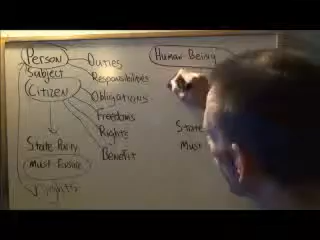 Person
Subject
Citizen
Duties
Responsibilities
Obligations
Freedoms
Rights
Benefit
State Party
Must Ensure
Rights
Human Being
State
Must